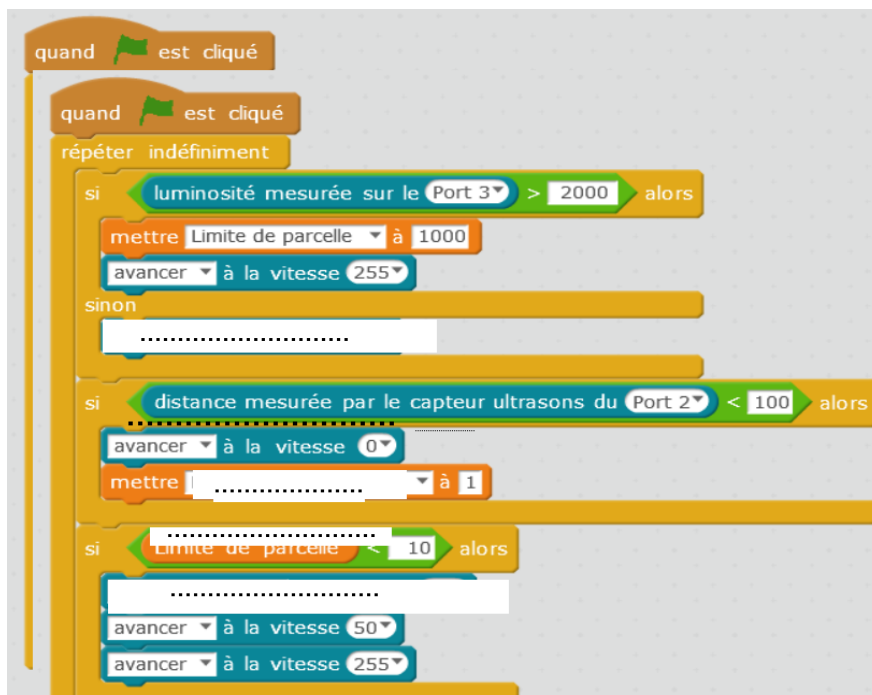 quand est cliqué
quand est cliqué
répéter indéfiniment
si luminosité mesurée sur le Port 3 > 2000 alors
mettre Limite de parcelle à 1000
avancer à la vitesse 255
sinon
...........................
si distance mesurée par le capteur ultrasons du Port 2 < 100 alors
avancer à la vitesse 0
mettre ................... à 1
si Limite de parcelle < 10 alors
...........................
avancer à la vitesse 50
avancer à la vitesse 255